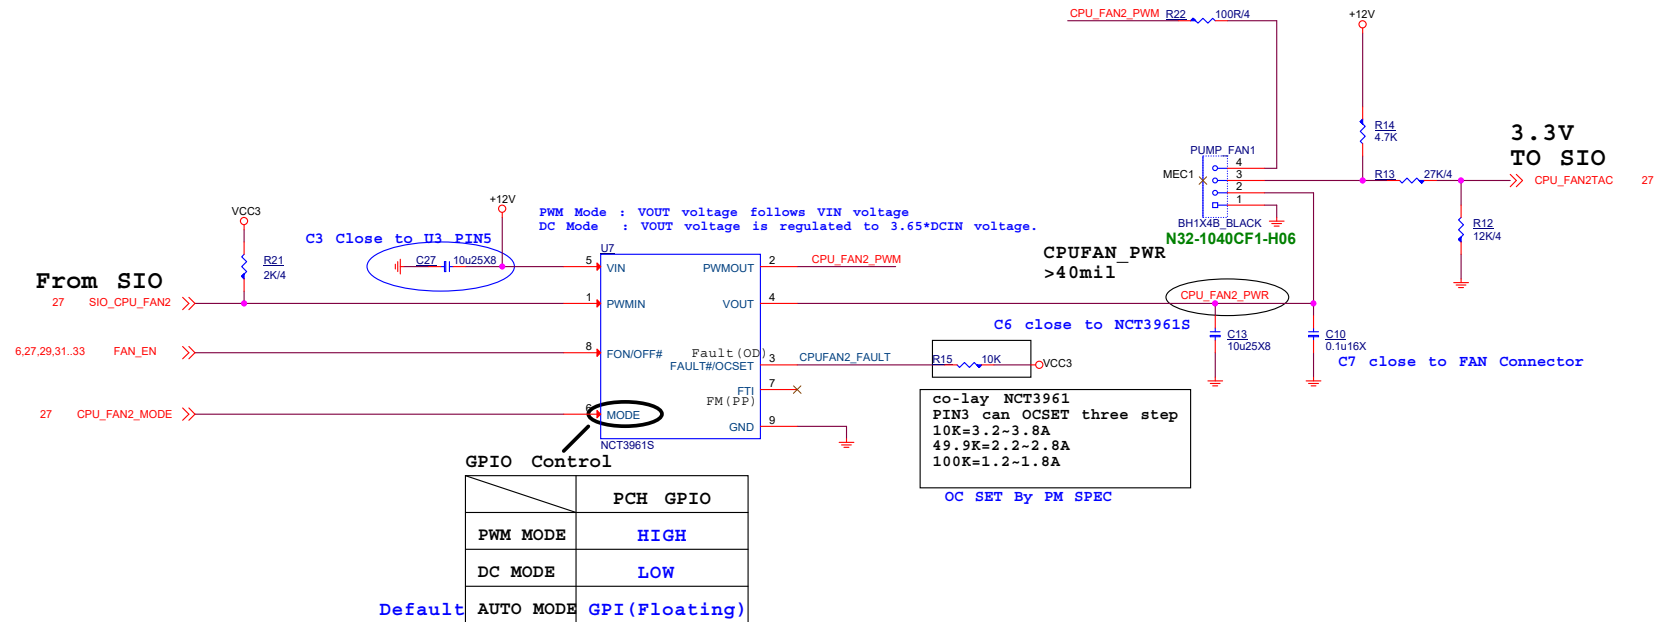 CPU_FAN2_PWM R22 100R/4
+12V
R14
4.7K
3.3V
TO SIO
PUMP_FAN1
4
MEC1 3
2
1
R13 27K/4
CPU_FAN2TAC 27
BH1X4B_BLACK
N32-1040CF1-H06
R12
12K/4
+12V
VCC3
PWM Mode : VOUT voltage follows VIN voltage
DC Mode : VOUT voltage is regulated to 3.65*DCIN voltage.
C3 Close to U3 PIN5
CPUFAN_PWR
>40mil
U7
R21
2K/4
C27 10u25X8
5 VIN
PWMOUT 2 CPU_FAN2_PWM
From SIO
27 SIO_CPU_FAN2
1 PWMIN
VOUT 4
CPU_FAN2_PWR
C6 close to NCT3961S
C13
10u25X8
C10
0.1u16X
C7 close to FAN Connector
6,27,29,31..33 FAN_EN
8 FON/OFF#
Fault(OD)
FAULT#/OCSET 3 CPUFAN2_FAULT
R15 10K
VCC3
FTI 7
FM(PP)
27 CPU_FAN2_MODE
6 MODE
GND 9
NCT3961S
co-lay NCT3961
PIN3 can OCSET three step
10K=3.2~3.8A
49.9K=2.2~2.8A
100K=1.2~1.8A
OC SET By PM SPEC
GPIO Control
PCH GPIO
PWM MODE HIGH
DC MODE LOW
Default AUTO MODE GPI(Floating)